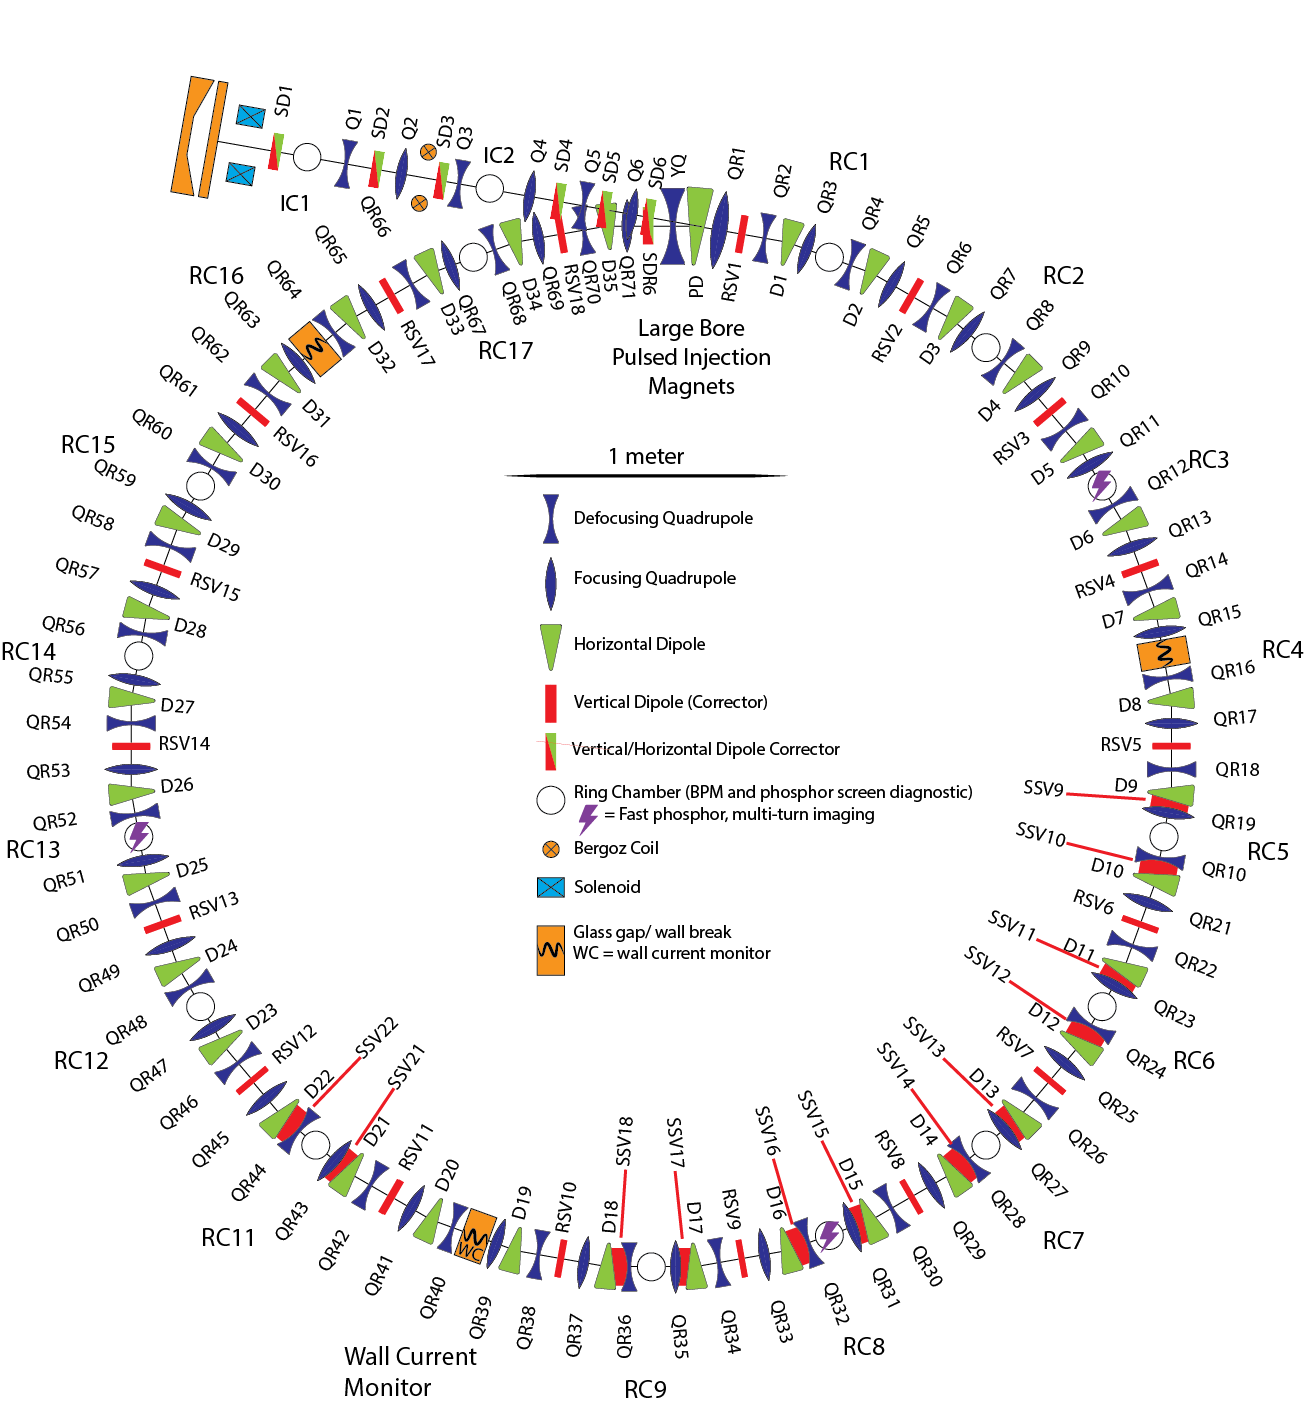 SD1
Q1
SD2
Q2
SD3
Q3
IC2
Q4
SD4
Q5
SD5
Q6
SD6
YQ
QR1
IC1
QR66
QR65
RC16
QR64
QR63
QR62
QR61
QR60
RC15
QR59
QR58
QR57
QR56
RC14
QR55
QR54
QR53
QR52
RC13
QR51
QR50
QR49
QR48
RC12
QR47
QR46
QR45
QR44
RC11
QR43
QR42
QR41
QR40
QR39
QR38
QR37
QR36
QR35
QR34
QR33
QR32
QR31
QR30
QR29
QR28
QR27
QR26
QR25
QR24
QR23
QR22
QR21
QR10
QR19
QR18
QR17
QR16
QR15
QR14
QR13
QR12
QR11
QR10
QR9
QR8
QR7
QR6
QR5
QR4
QR3
QR2
RC1
RC2
RC3
RC4
RC5
RC6
RC7
RC8
RC9
Wall Current
Monitor
WC
RC17
D32
RSV17
D33
QR67
QR68
D34
QR69
RSV18
QR70
D35
QR71
SDR6
PD
RSV1
D1
D2
RSV2
D3
D4
RSV3
D5
D6
RSV4
D7
D8
RSV5
D9
SSV9
SSV10
D10
RSV6
SSV11
D11
SSV12
D12
RSV7
SSV13
D13
SSV14
D14
RSV8
SSV15
D15
SSV16
D16
RSV9
SSV17
D17
SSV18
D18
RSV10
D19
D20
RSV11
SSV21
D21
SSV22
D22
RSV12
D23
D24
RSV13
D25
D26
RSV14
D27
D28
RSV15
D29
D30
RSV16
D31
Large Bore
Pulsed Injection
Magnets
1 meter
Defocusing Quadrupole
Focusing Quadrupole
Horizontal Dipole
Vertical Dipole (Corrector)
Vertical/Horizontal Dipole Corrector
Ring Chamber (BPM and phosphor screen diagnostic)
= Fast phosphor, multi-turn imaging
Bergoz Coil
Solenoid
Glass gap/ wall break
WC = wall current monitor